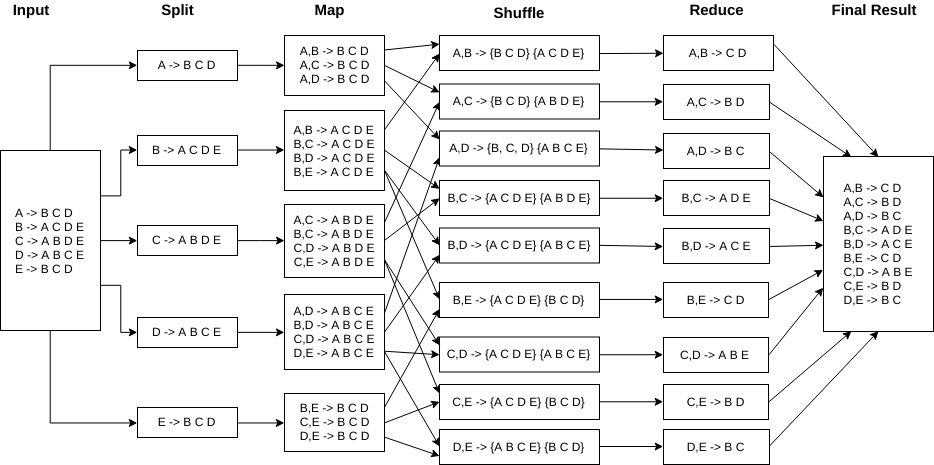 Input
Split
Map
Shuffle
Reduce
Final Result
A -> B C D
B -> A C D E
C -> A B D E
D -> A B C E
E -> B C D
A -> B C D
B -> A C D E
C -> A B D E
D -> A B C E
E -> B C D
A,B -> B C D
A,C -> B C D
A,D -> B C D
A,B -> A C D E
B,C -> A C D E
B,D -> A C D E
B,E -> A C D E
A,C -> A B D E
B,C -> A B D E
C,D -> A B D E
C,E -> A B D E
A,D -> A B C E
B,D -> A B C E
C,D -> A B C E
D,E -> A B C E
B,E -> B C D
C,E -> B C D
D,E -> B C D
A,B -> {B C D} {A C D E}
A,C -> {B C D} {A B D E}
A,D -> {B, C, D} {A B C E}
B,C -> {A C D E} {A B D E}
B,D -> {A C D E} {A B C E}
B,E -> {A C D E} {B C D}
C,D -> {A C D E} {A B C E}
C,E -> {A C D E} {B C D}
D,E -> {A B C E} {B C D}
A,B -> C D
A,C -> B D
A,D -> B C
B,C -> A D E
B,D -> A C E
B,E -> C D
C,D -> A B E
C,E -> B D
D,E -> B C
A,B -> C D
A,C -> B D
A,D -> B C
B,C -> A D E
B,D -> A C E
B,E -> C D
C,D -> A B E
C,E -> B D
D,E -> B C